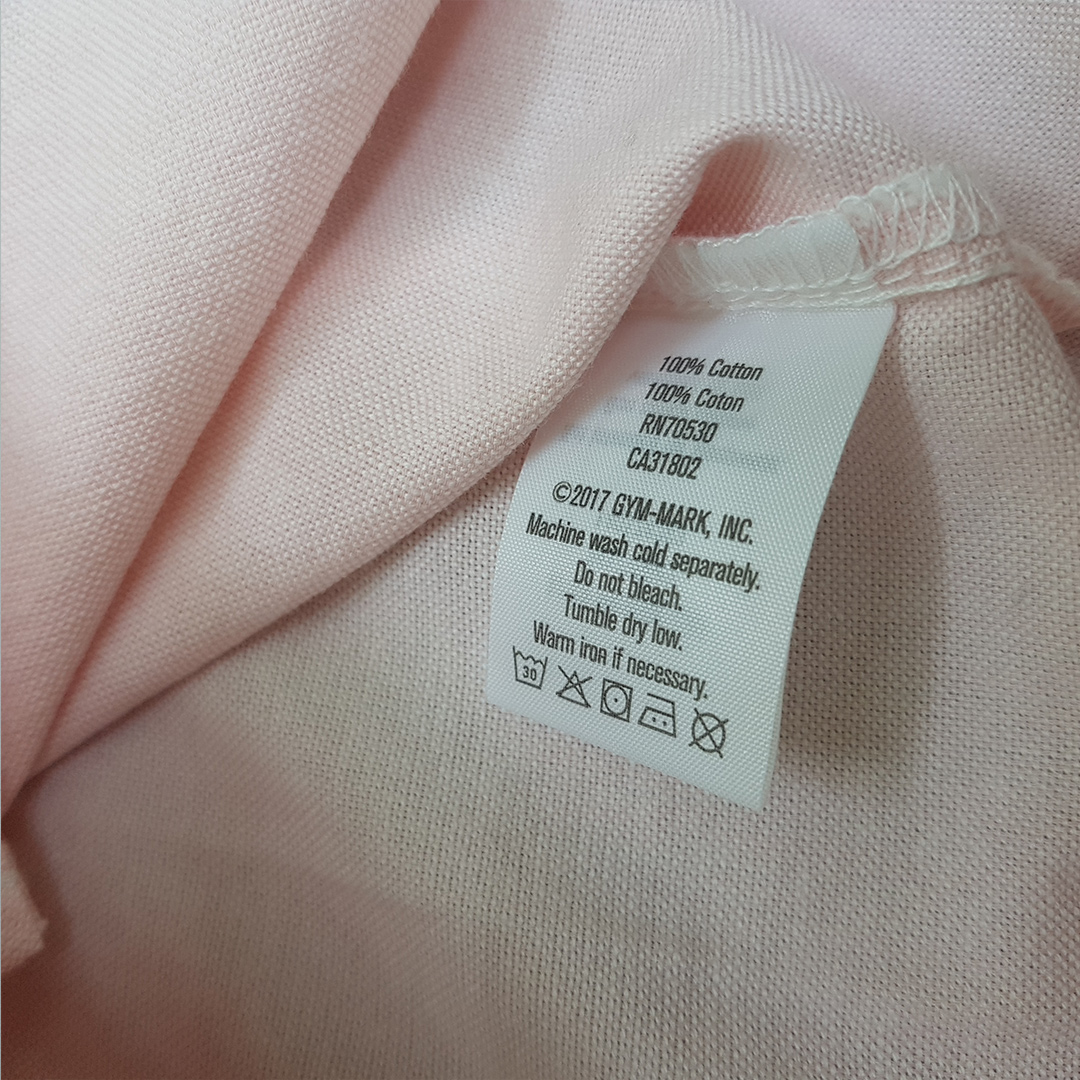 100% Cotton
100% Coton
RN70530
CA31802
©2017 GYM-MARK, INC.
Machine wash cold separately.
Do not bleach.
Tumble dry low.
Warm iron if necessary.
30